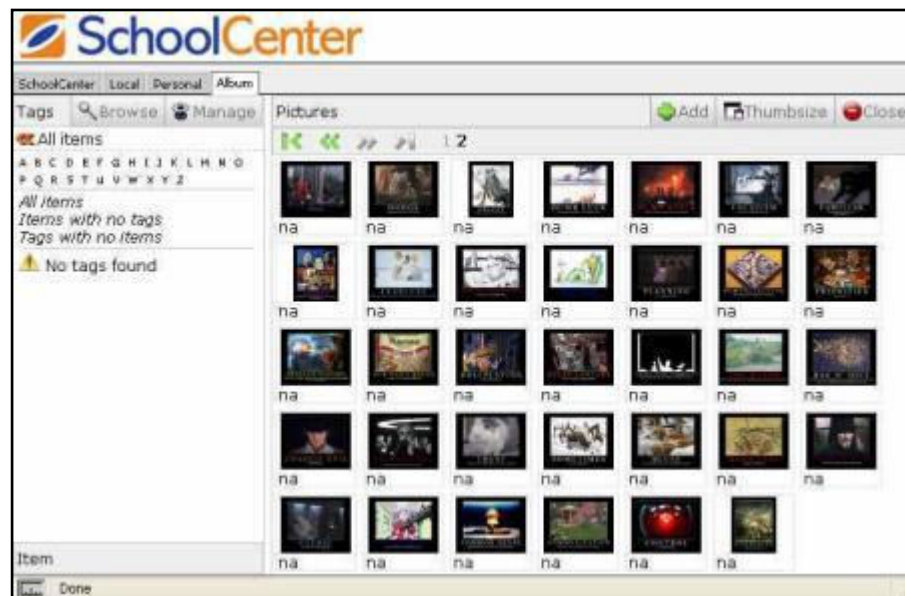 SchoolCenter
SchoolCenter Local Personal Album
Tags Browse Manage Pictures Add Thumbsize Close
All items
1 2
A B C D E F G H I J K L M N O
P Q R S T U V W X Y Z
All items
Items with no tags
Tags with no items
No tags found
na na na na na na na
na na na na na na na
PLANNING
na na na na na na na
na na na na na na na
na na na na na na
Item
Done